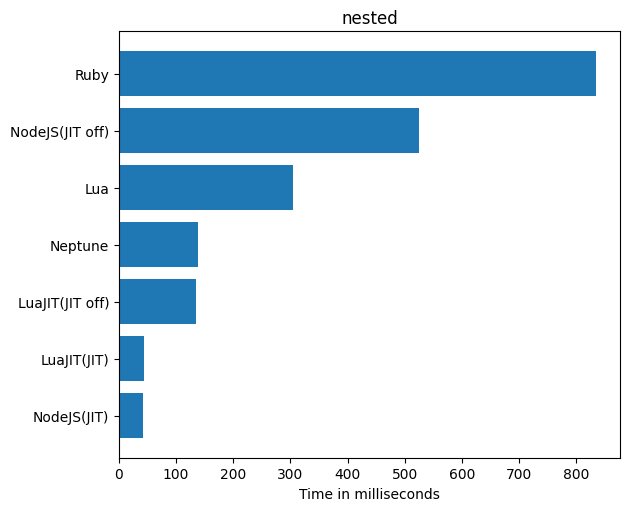 nested
Ruby
NodeJS(JIT off)
Lua
Neptune
LuaJIT(JIT off)
LuaJIT(JIT)
NodeJS(JIT)
0 100 200 300 400 500 600 700 800
Time in milliseconds